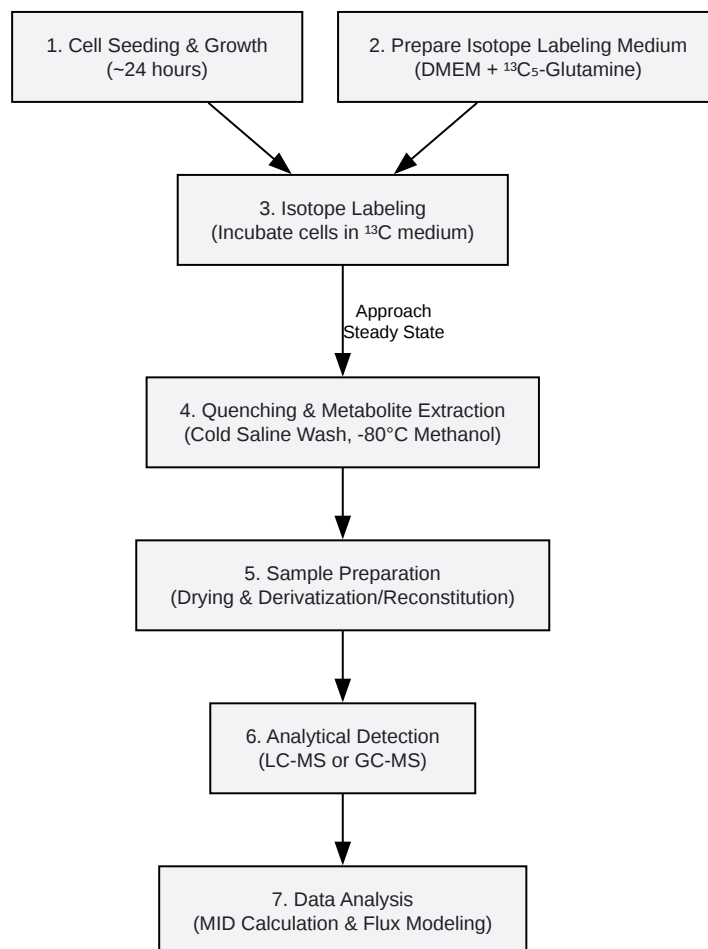 1. Cell Seeding & Growth
(~24 hours)
2. Prepare Isotope Labeling Medium
(DMEM + ¹³C₅-Glutamine)
3. Isotope Labeling
(Incubate cells in ¹³C medium)
Approach
Steady State
4. Quenching & Metabolite Extraction
(Cold Saline Wash, -80°C Methanol)
5. Sample Preparation
(Drying & Derivatization/Reconstitution)
6. Analytical Detection
(LC-MS or GC-MS)
7. Data Analysis
(MID Calculation & Flux Modeling)